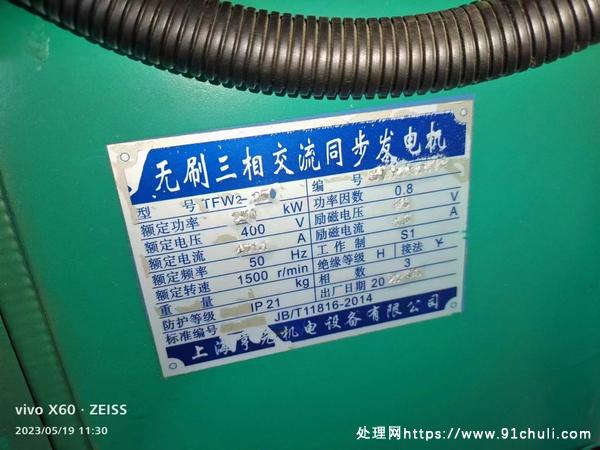 无刷三相交流同步发电机
型 号 TFW2- 编 号
额定功率 kW 功率因数 0.8
额定电压 400 V 励磁电压 V
额定电流 A 励磁电流 A
额定频率 50 Hz 工作制 S1
额定转速 1500 r/min 绝缘等级 H 接法 Y
重 量 kg 相 数 3
防护等级 IP21 出厂日期 20
标准编号 JB/T11816-2014
上海 机电设备有限公司
vivo X60 · ZEISS
2023/05/19 11:30
处理网https://www.91chuli.com/